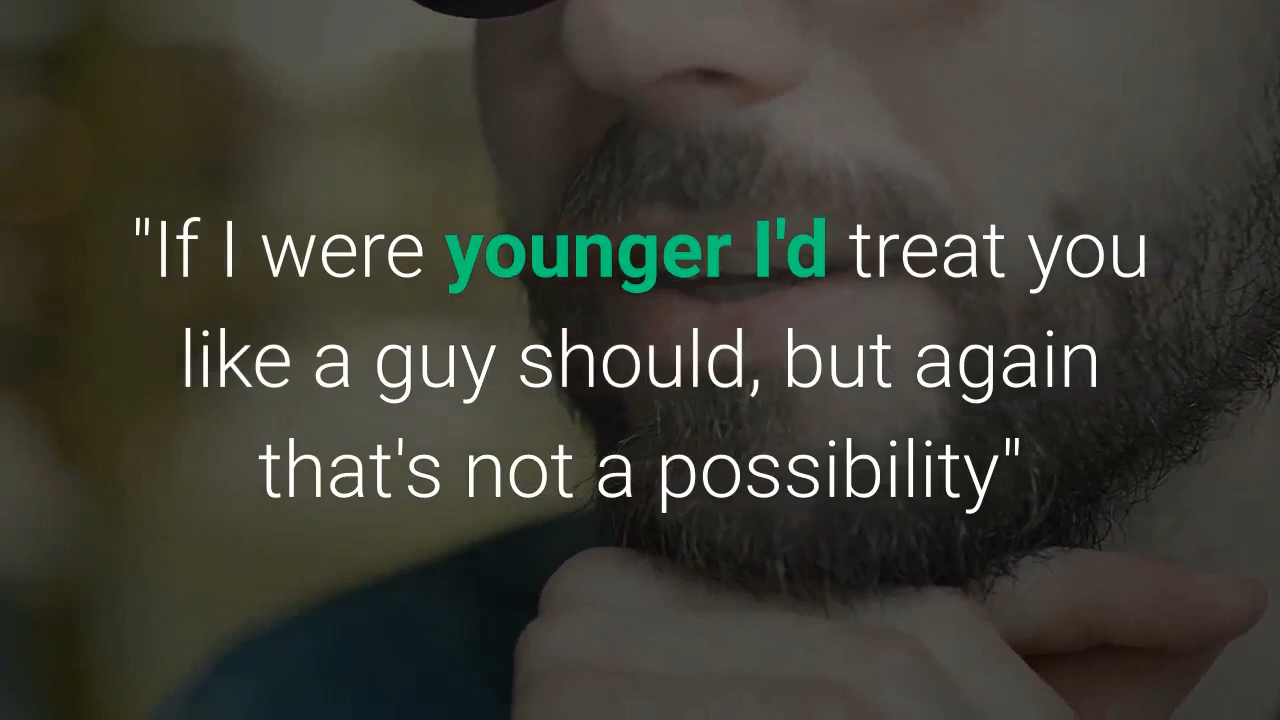 "If I were younger I'd treat you
like a guy should, but again
that's not a possibility"